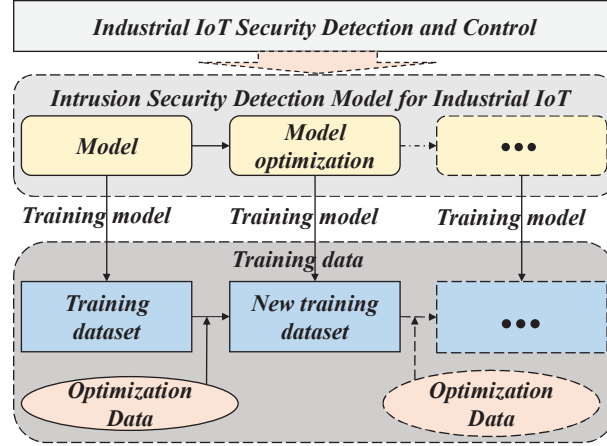 Industrial IoT Security Detection and Control
Intrusion Security Detection Model for Industrial IoT
Model
Model
optimization
●●●
Training model
Training model
Training model
Training data
Training
dataset
New training
dataset
●●●
Optimization
Data
Optimization
Data